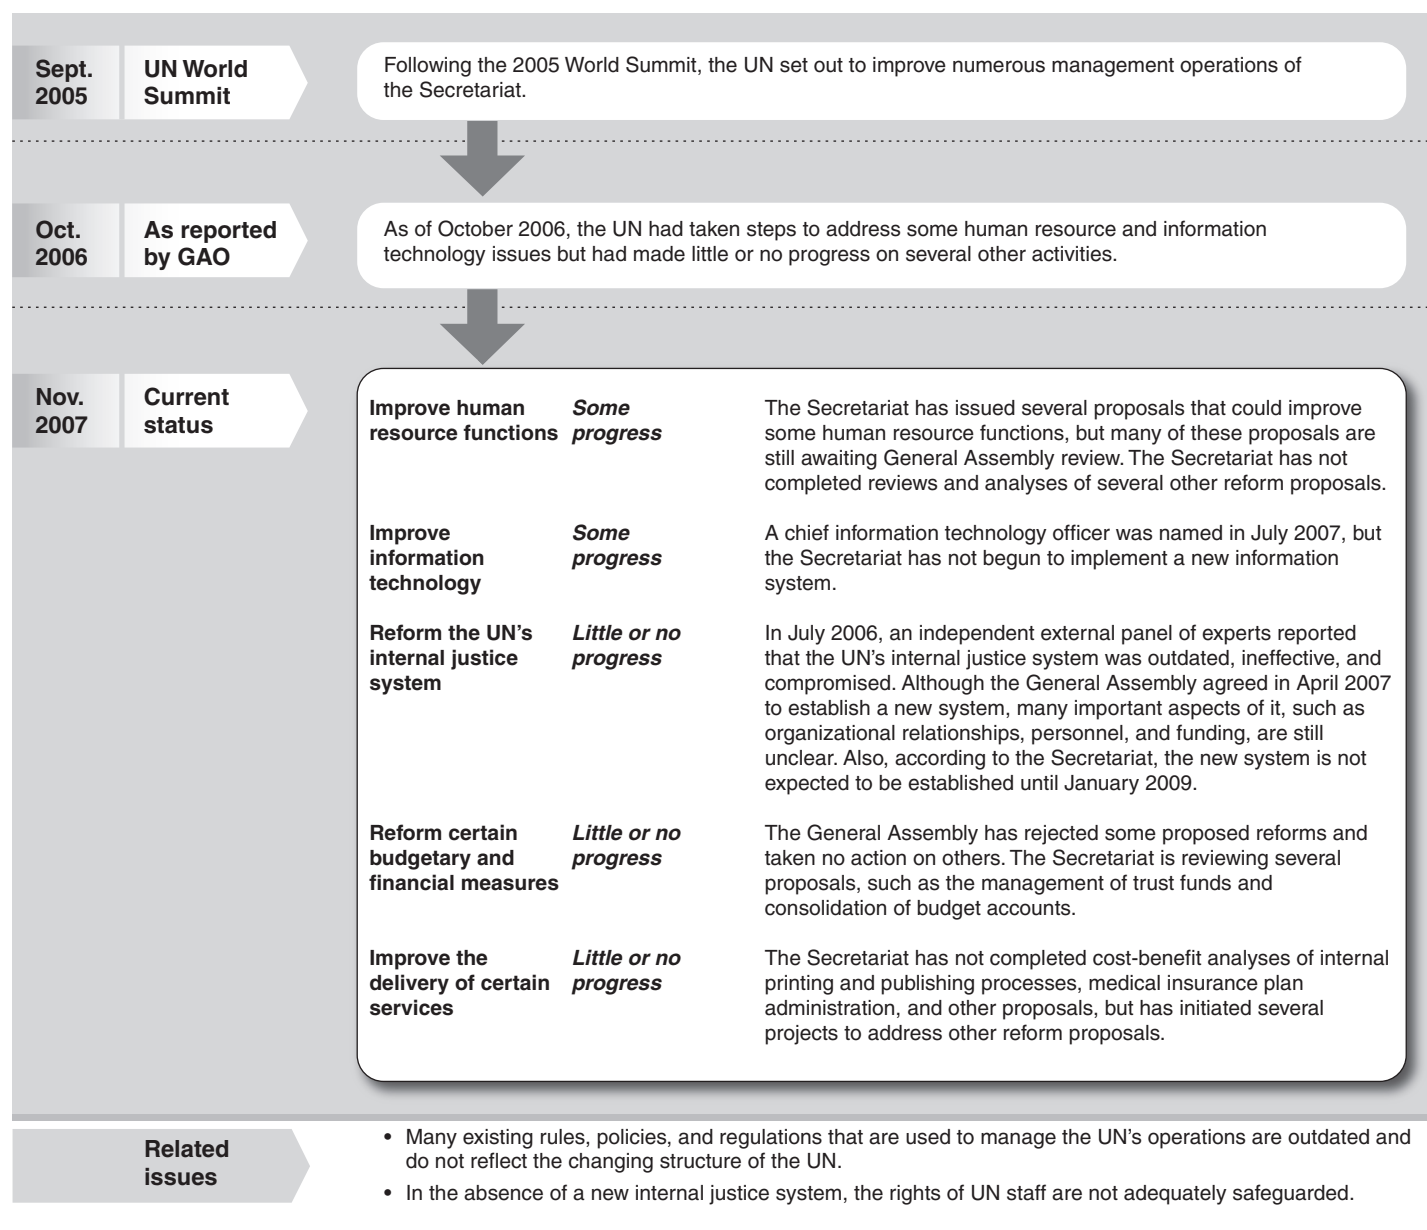 Sept.
2005
UN World
Summit
Following the 2005 World Summit, the UN set out to improve numerous management operations of
the Secretariat.
Oct.
2006
As reported
by GAO
As of October 2006, the UN had taken steps to address some human resource and information
technology issues but had made little or no progress on several other activities.
Nov.
2007
Current
status
Improve human
resource functions
Some
progress
The Secretariat has issued several proposals that could improve
some human resource functions, but many of these proposals are
still awaiting General Assembly review. The Secretariat has not
completed reviews and analyses of several other reform proposals.
Improve
information
technology
Some
progress
A chief information technology officer was named in July 2007, but
the Secretariat has not begun to implement a new information
system.
Reform the UN's
internal justice
system
Little or no
progress
In July 2006, an independent external panel of experts reported
that the UN's internal justice system was outdated, ineffective, and
compromised. Although the General Assembly agreed in April 2007
to establish a new system, many important aspects of it, such as
organizational relationships, personnel, and funding, are still
unclear. Also, according to the Secretariat, the new system is not
expected to be established until January 2009.
Reform certain
budgetary and
financial measures
Little or no
progress
The General Assembly has rejected some proposed reforms and
taken no action on others. The Secretariat is reviewing several
proposals, such as the management of trust funds and
consolidation of budget accounts.
Improve the
delivery of certain
services
Little or no
progress
The Secretariat has not completed cost-benefit analyses of internal
printing and publishing processes, medical insurance plan
administration, and other proposals, but has initiated several
projects to address other reform proposals.
Related
issues
• Many existing rules, policies, and regulations that are used to manage the UN's operations are outdated and
do not reflect the changing structure of the UN.
• In the absence of a new internal justice system, the rights of UN staff are not adequately safeguarded.